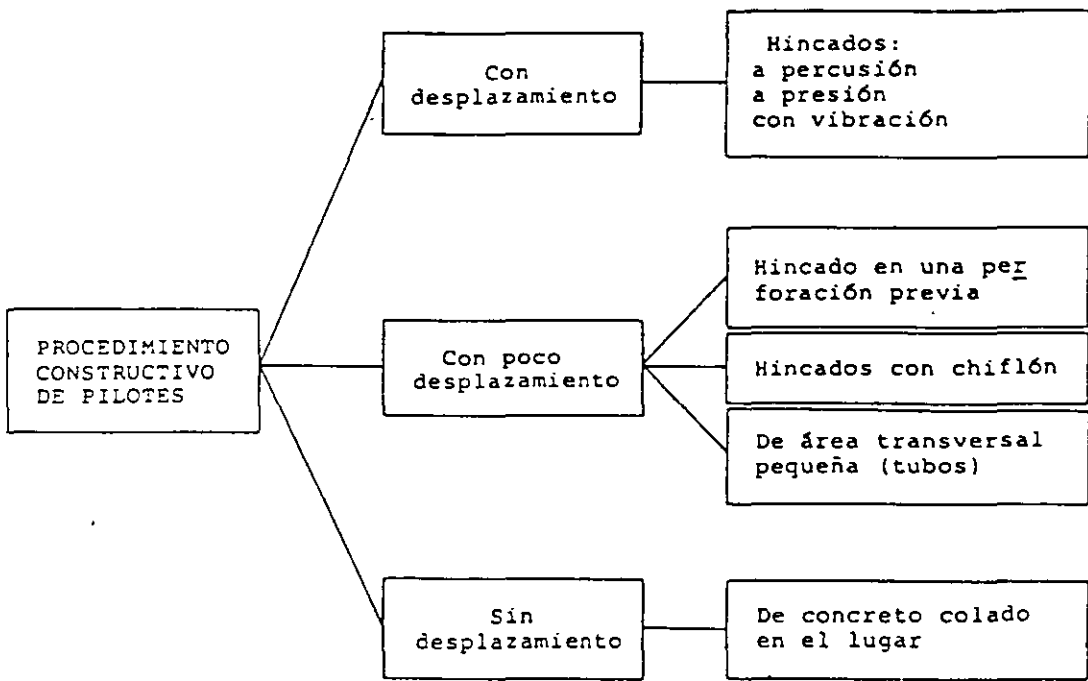 PROCEDIMIENTO
CONSTRUCTIVO
DE PILOTES
Con
desplazamiento
Hincados:
a percusión
a presión
con vibración
Con poco
desplazamiento
Hincado en una per
foración previa
Hincados con chiflón
De área transversal
pequeña (tubos)
Sin
desplazamiento
De concreto colado
en el lugar